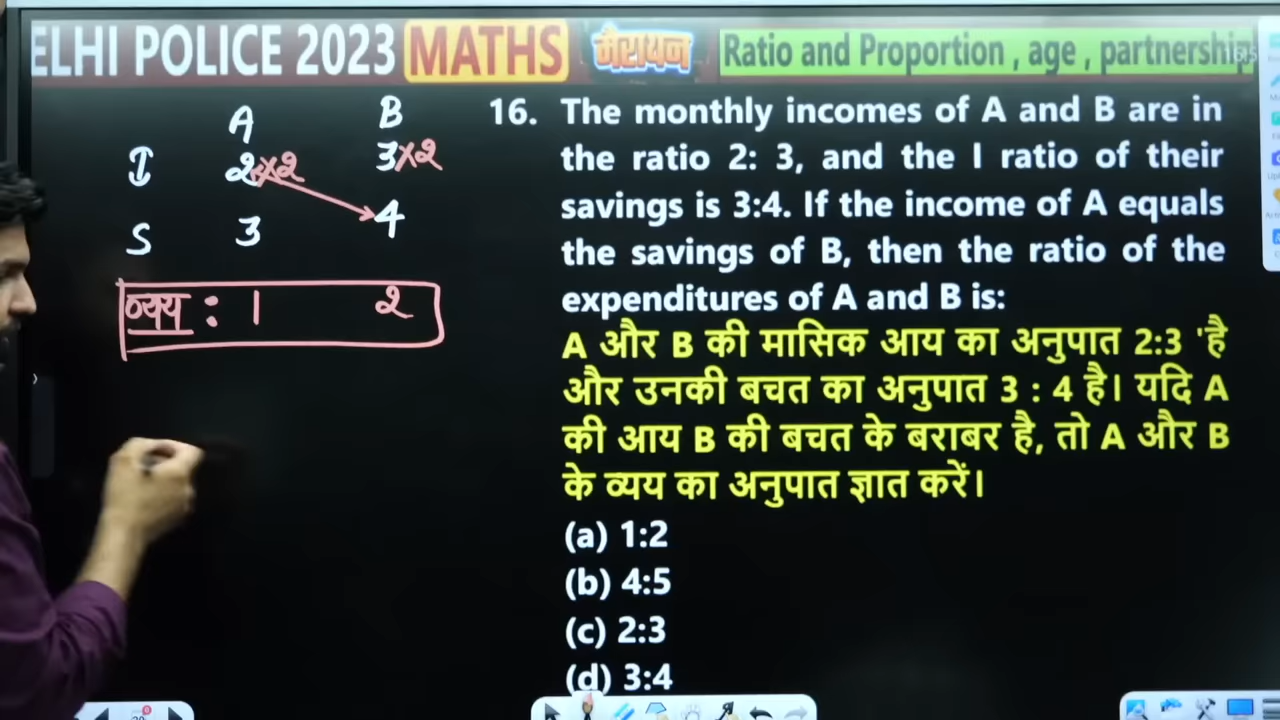 ELHI POLICE 2023 MATHS मैरायन Ratio and Proportion , age , partnership
A B
I 2×2 3×2
S 3 4
व्यय : 1 2
16. The monthly incomes of A and B are in
the ratio 2: 3, and the I ratio of their
savings is 3:4. If the income of A equals
the savings of B, then the ratio of the
expenditures of A and B is:
A और B की मासिक आय का अनुपात 2:3 'है
और उनकी बचत का अनुपात 3 : 4 है। यदि A
की आय B की बचत के बराबर है, तो A और B
के व्यय का अनुपात ज्ञात करें।
(a) 1:2
(b) 4:5
(c) 2:3
(d) 3:4